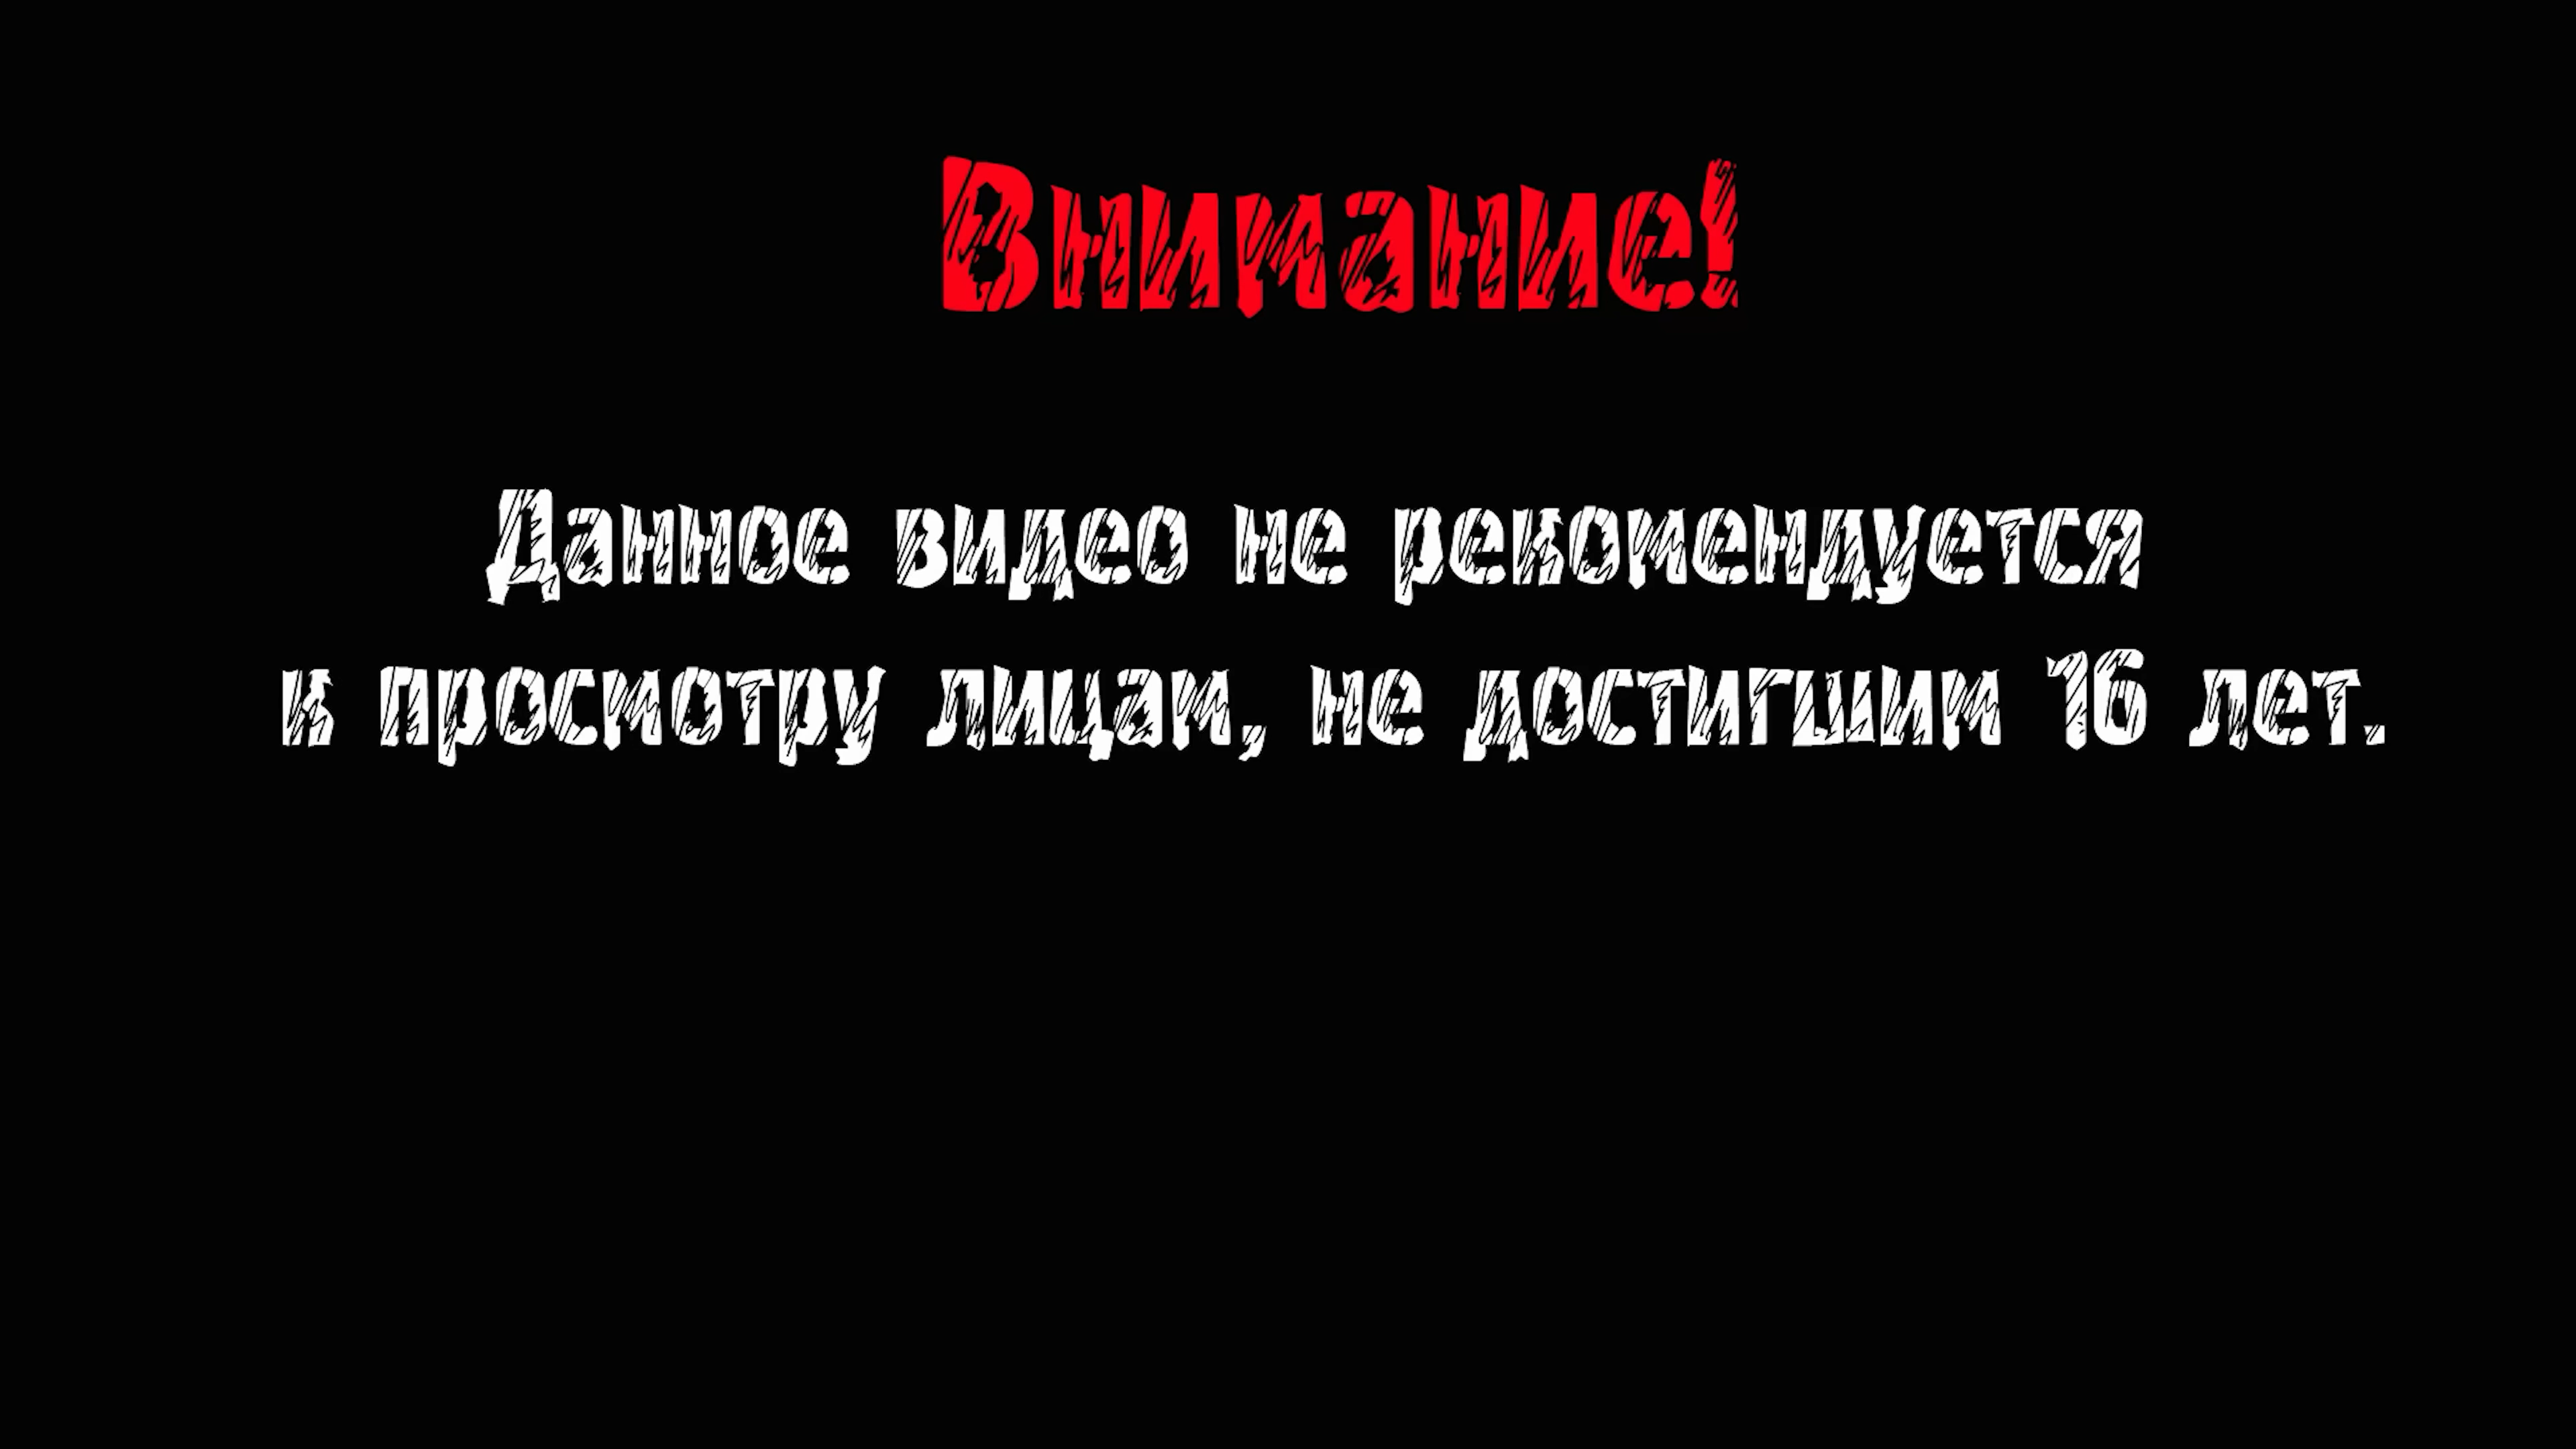 Внимание!
Данное видео не рекомендуется
к просмотру лицам, не достигшим 16 лет.